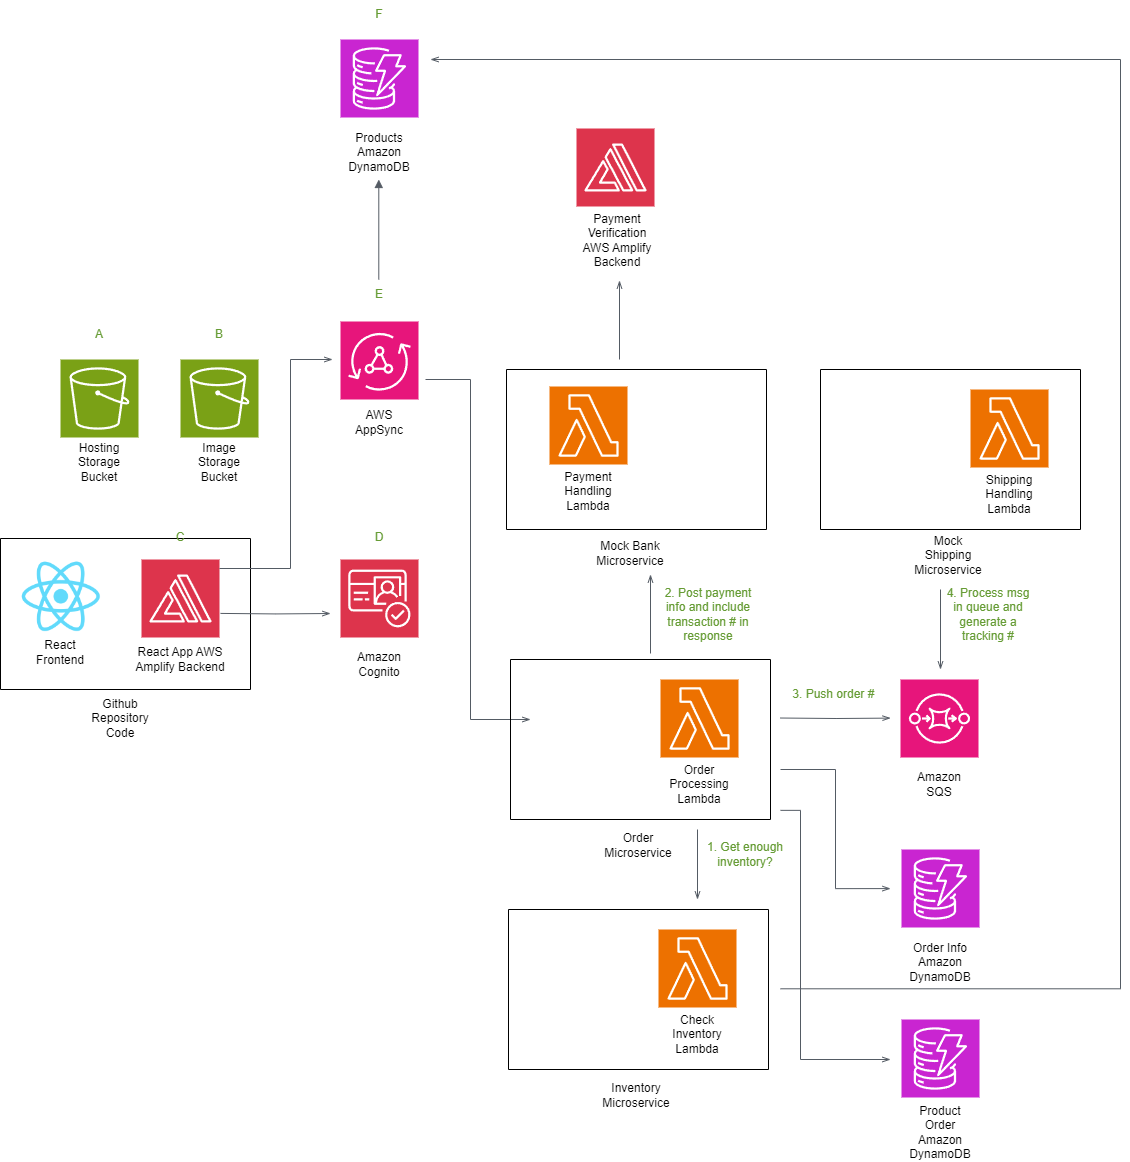 F
Products
Amazon
DynamoDB
Payment
Verification
AWS Amplify
Backend
E
A
B
AWS
AppSync
Hosting
Storage
Bucket
Image
Storage
Bucket
Payment
Handling
Lambda
Shipping
Handling
Lambda
Mock Bank
Microservice
Mock
Shipping
Microservice
C
D
React
Frontend
React App AWS
Amplify Backend
Amazon
Cognito
Github
Repository
Code
2. Post payment
info and include
transaction # in
response
4. Process msg
in queue and
generate a
tracking #
3. Push order #
Order
Processing
Lambda
Amazon
SQS
Order
Microservice
1. Get enough
inventory?
Order Info
Amazon
DynamoDB
Check
Inventory
Lambda
Inventory
Microservice
Product
Order
Amazon
DynamoDB